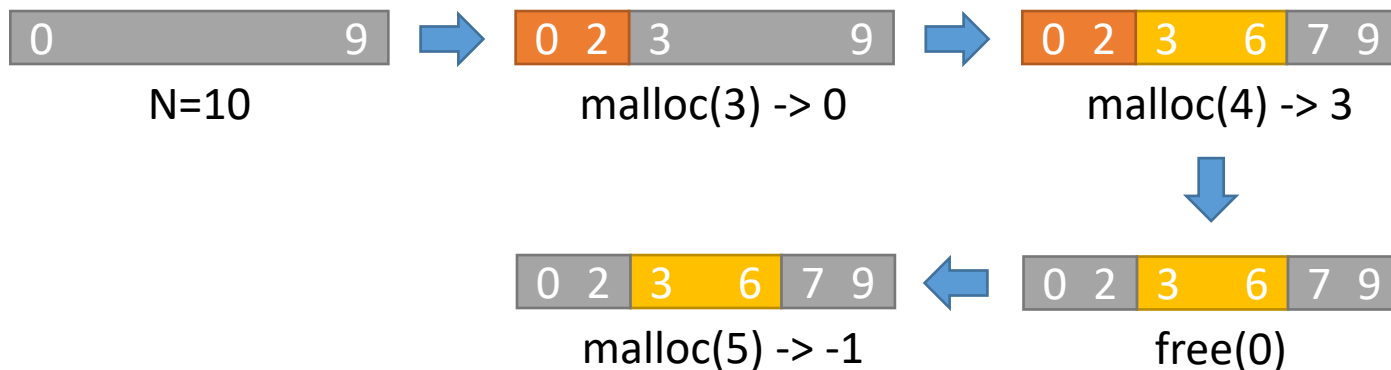 0 9 0 2 3 9 0 2 3 6 7 9
N=10 malloc(3) -> 0 malloc(4) -> 3
0 2 3 6 7 9 0 2 3 6 7 9
malloc(5) -> -1 free(0)